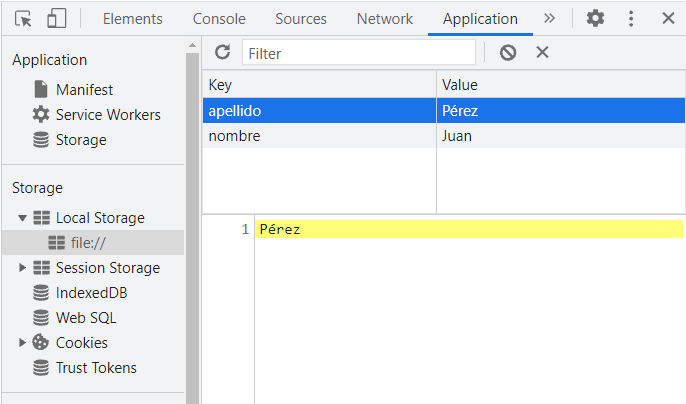 Elements Console Sources Network Application »
Application
Manifest
Service Workers
Storage
Storage
Local Storage
file://
Session Storage
IndexedDB
Web SQL
Cookies
Trust Tokens
Filter
Key Value
apellido Pérez
nombre Juan
1 Pérez